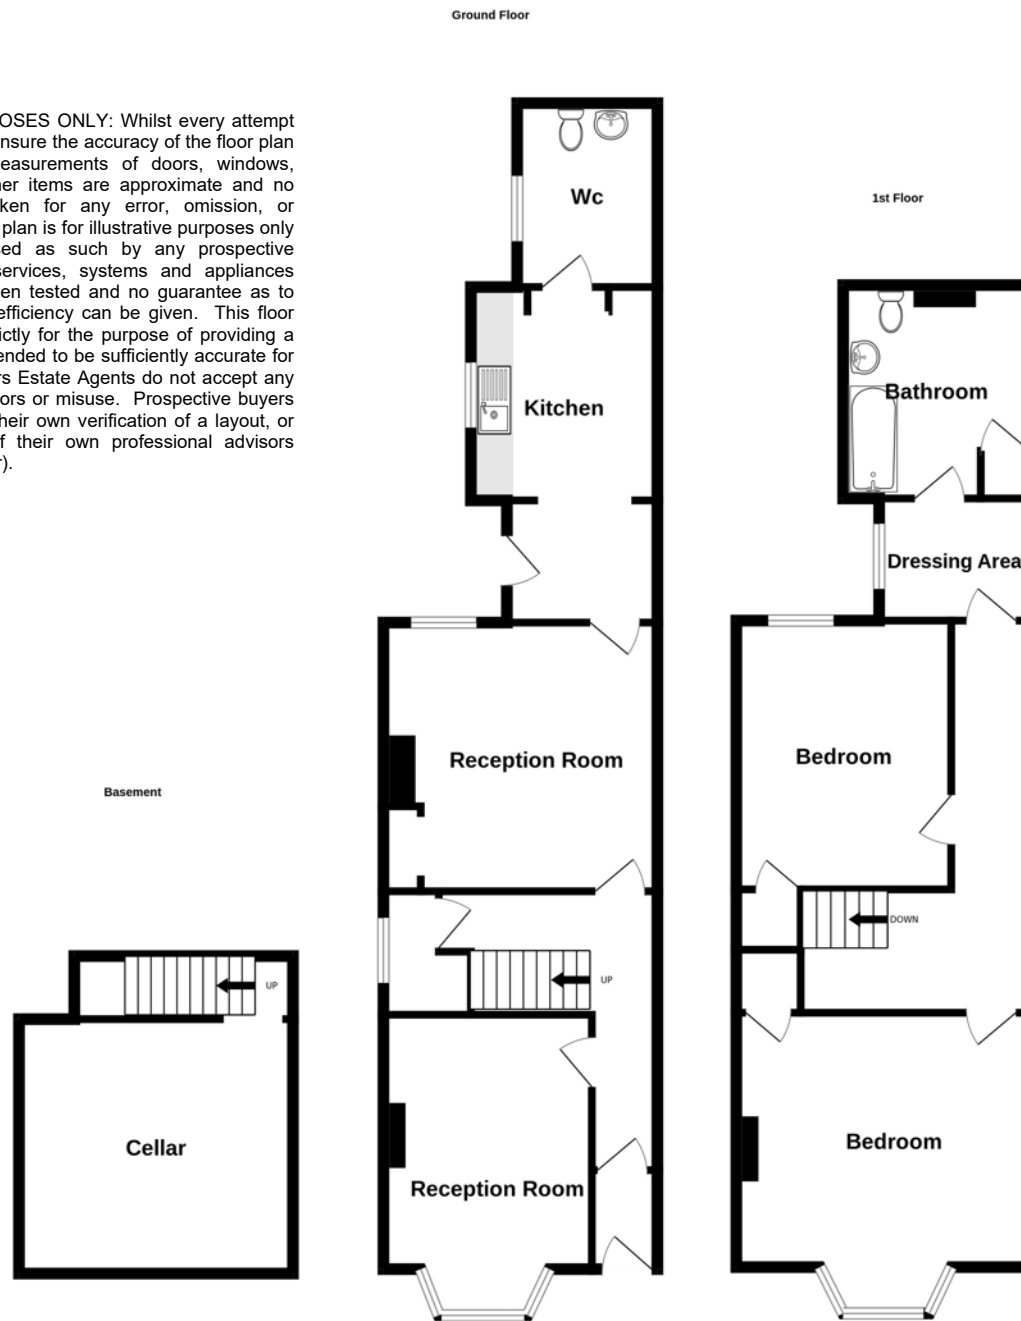 Ground Floor
OSES ONLY: Whilst every attempt
nsure the accuracy of the floor plan
easurements of doors, windows,
her items are approximate and no
ken for any error, omission, or
plan is for illustrative purposes only
sed as such by any prospective
services, systems and appliances
en tested and no guarantee as to
efficiency can be given. This floor
ictly for the purpose of providing a
ended to be sufficiently accurate for
rs Estate Agents do not accept any
ors or misuse. Prospective buyers
heir own verification of a layout, or
f their own professional advisors
r).
Wc
Kitchen
Reception Room
UP
Reception Room
1st Floor
Bathroom
Dressing Area
Bedroom
DOWN
Bedroom
Basement
UP
Cellar